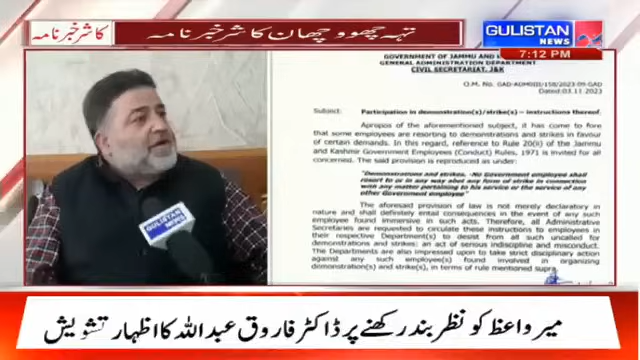 کاشر خبرنامہ
تہہ چھوو چھان کاشر خبرنامہ
GULISTAN
NEWS
7:12 PM
GOVERNMENT OF JAMMU AND K
GENERAL ADMINISTRATION DEPARTMENT
CIVIL SECRETARIAT, J&K
O.M. No. GAD-ADM0III/158/2023-09-GAD
Dated:03.11.2023
Subject: Participation in demonstration(s)/strike(s)– instructions thereof.
Apropos of the aforementioned subject, it has come to fore
that some employees are resorting to demonstrations and strikes in favour
of certain demands. In this regard, reference to Rule 20(ii) of the Jammu
and Kashmir Government Employees (Conduct) Rules, 1971 is invited for all
concerned. The said provision is reproduced as under:
"Demonstrations and strikes. -No Government employee shall
resort to or in any way abet any form of strike in connection
with any matter pertaining to his service or the service of any
other Government employee"
The aforesaid provision of law is not merely declaratory in
nature and shall definitely entail consequences in the event of any such
employee found immersive in such acts. Therefore, all Administrative
Secretaries are requested to circulate these instructions to employees in
their respective Department(s) to desist from all such uncalled for
demonstrations and strikes; an act of serious indiscipline and misconduct.
The Departments are also impressed upon to take strict disciplinary action
against any such employee(s) found involved in organizing
demonstration(s) and strike(s), in terms of rule mentioned supra.
GULISTAN
NEWS
میر واعظ کو نظر بند رکھنے پر ڈاکٹر فاروق عبداللہ کا اظہار تشویش